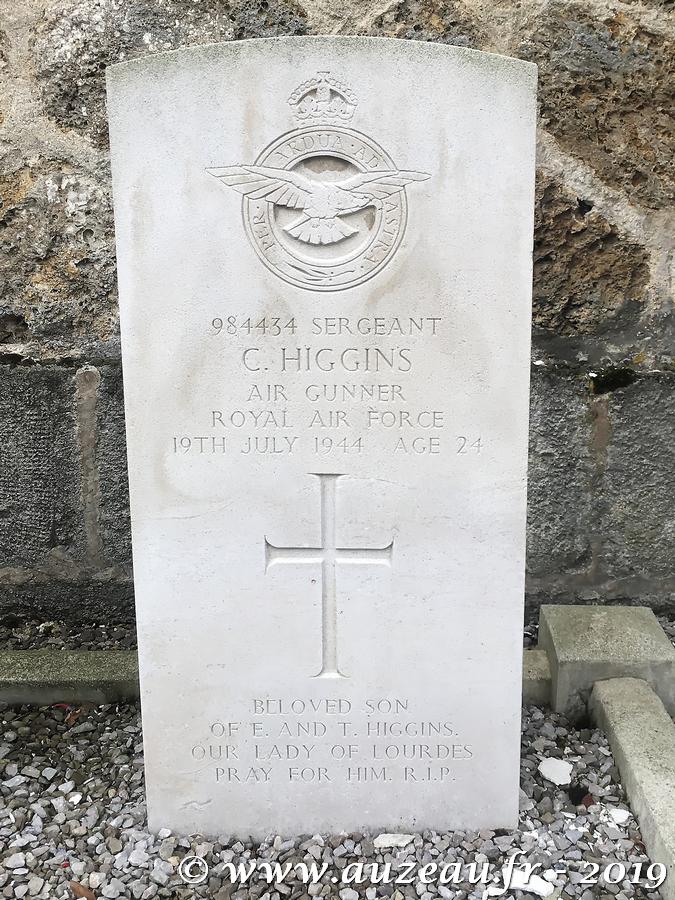 PER ARDUA AD ASTRA
984434 SERGEANT
C. HIGGINS
AIR GUNNER
ROYAL AIR FORCE
19TH JULY 1944 AGE 24
BELOVED SON
OF E. AND T. HIGGINS.
OUR LADY OF LOURDES
PRAY FOR HIM. R.I.P.
© www.auzeau.fr - 2019